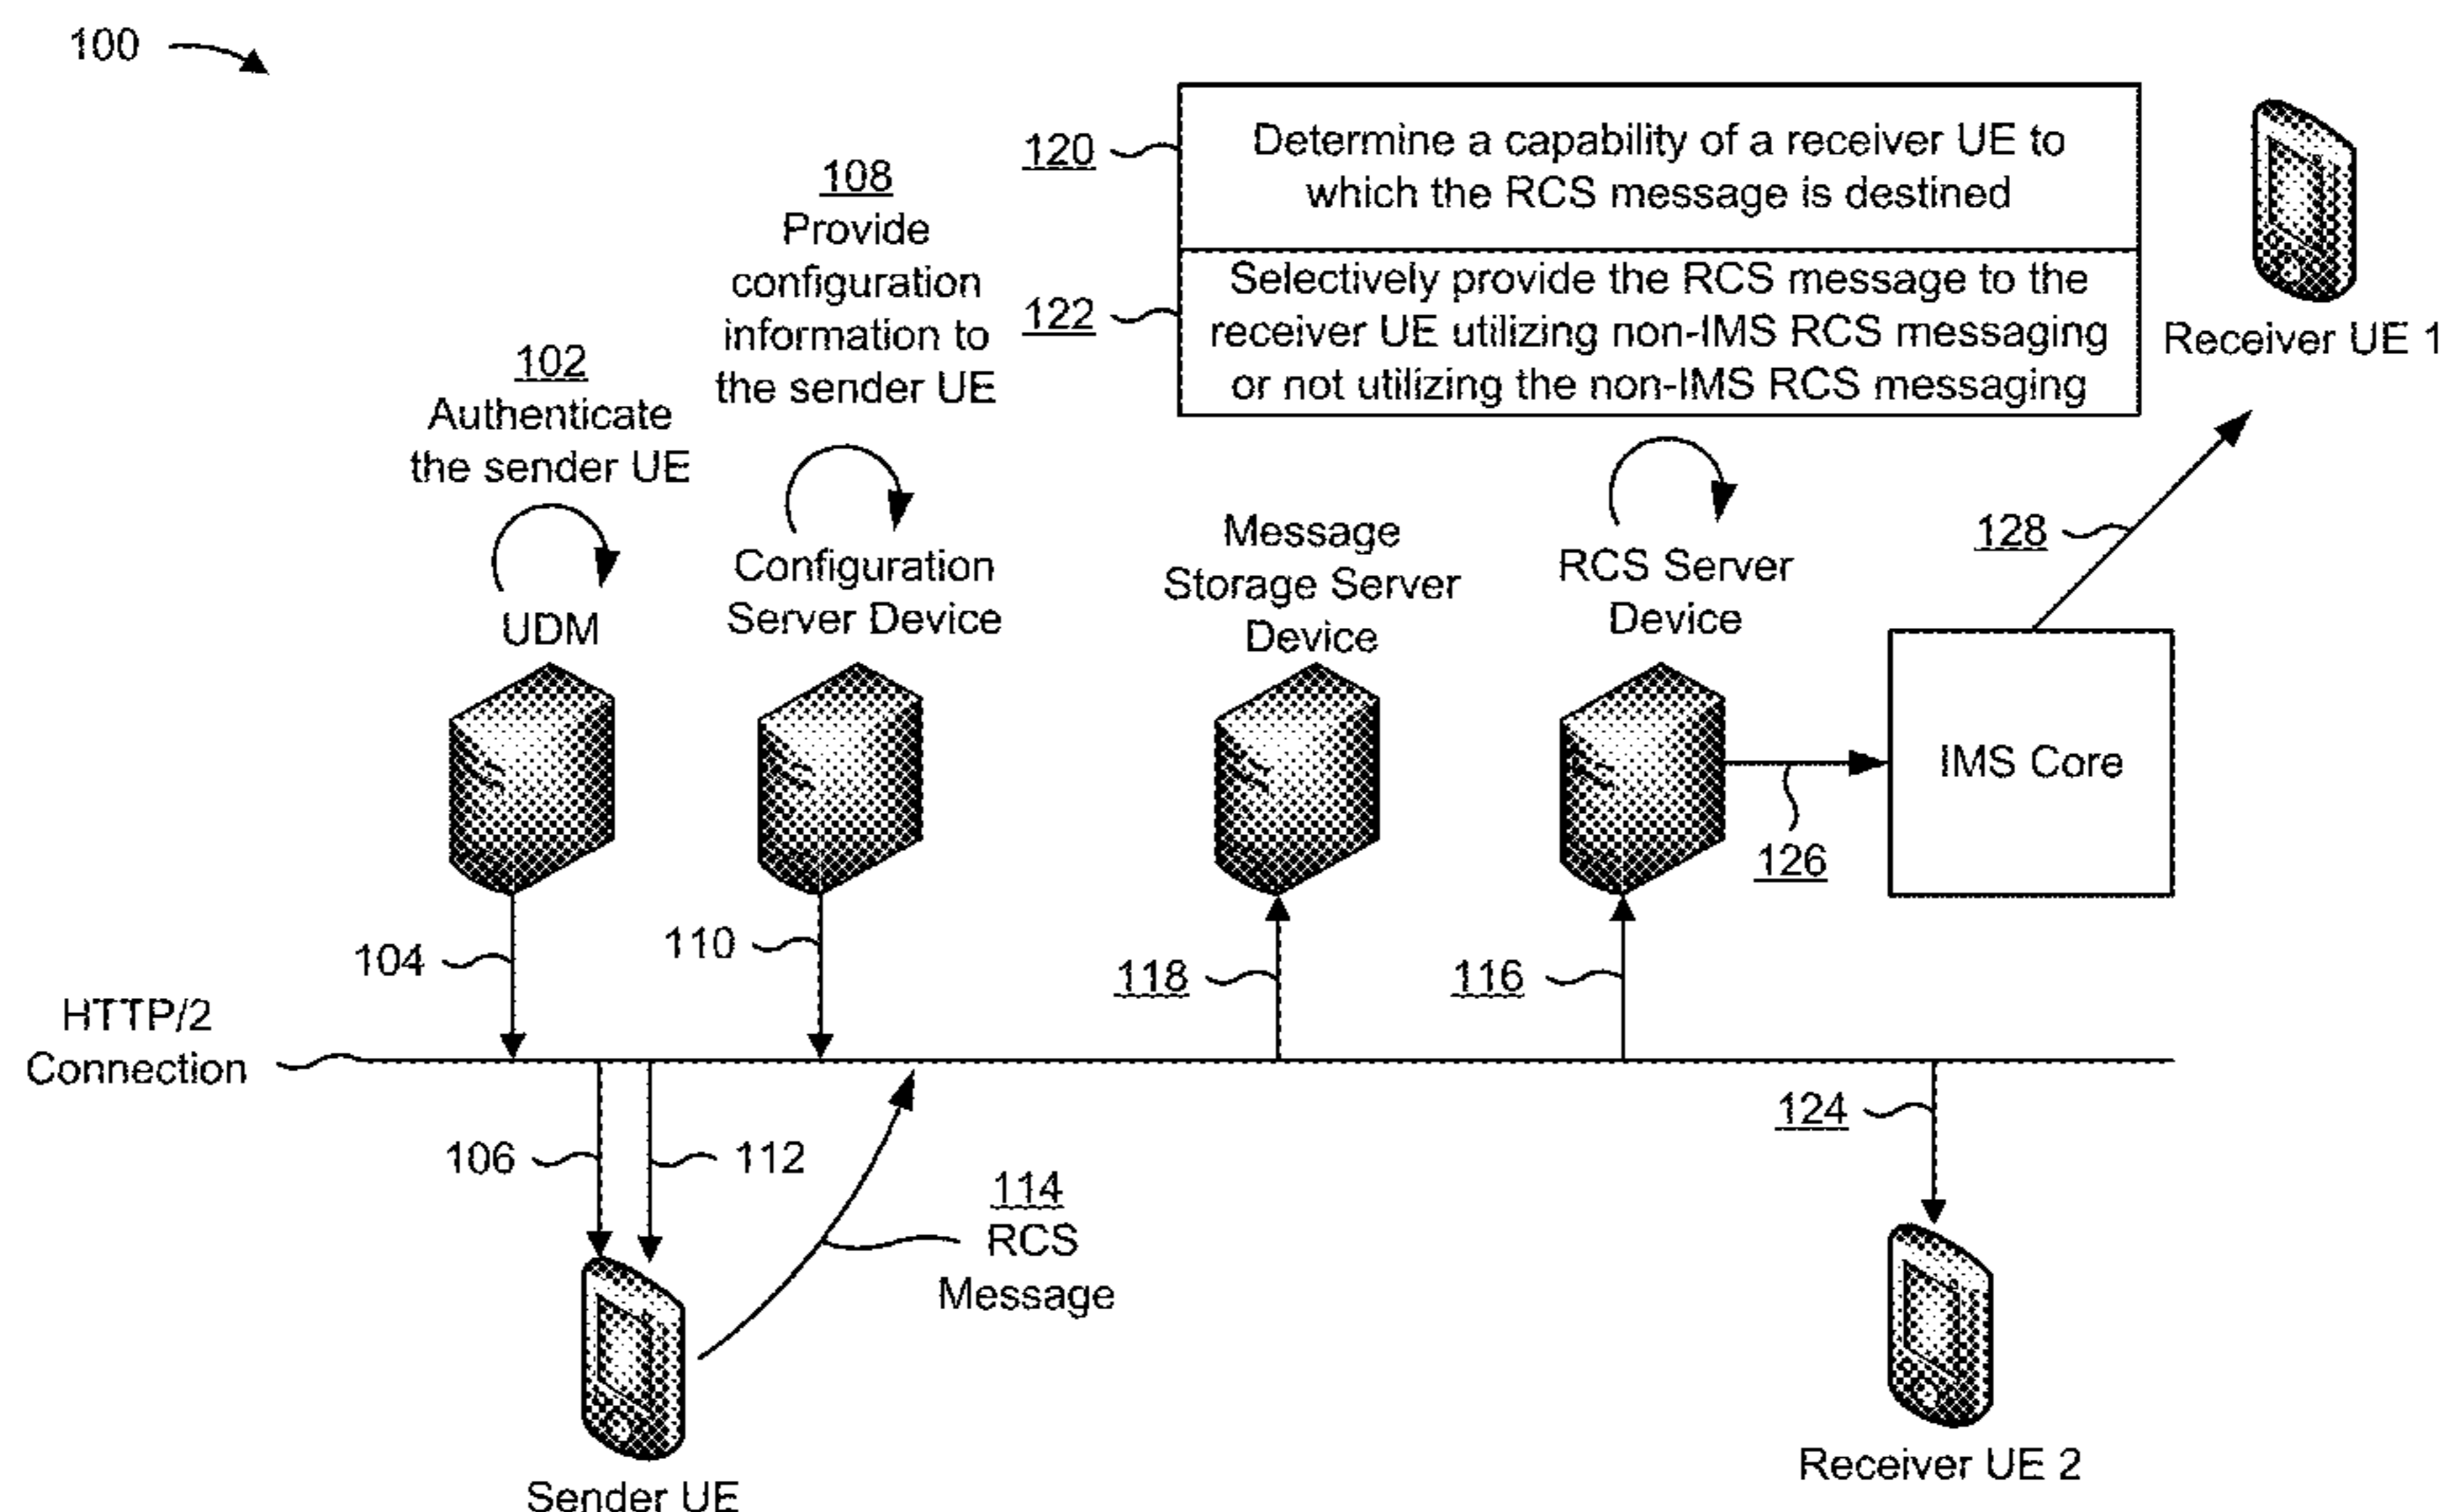 100
120
Determine a capability of a receiver UE to
which the RCS message is destined
122
Selectively provide the RCS message to the
receiver UE utilizing non-IMS RCS messaging
or not utilizing the non-IMS RCS messaging
Receiver UE 1
108
Provide
configuration
information to
the sender UE
102
Authenticate
the sender UE
UDM
Configuration
Server Device
Message
Storage Server
Device
RCS Server
Device
128
IMS Core
126
104
110
118
116
HTTP/2
Connection
106
112
114
RCS
Message
124
Sender UE
Receiver UE 2